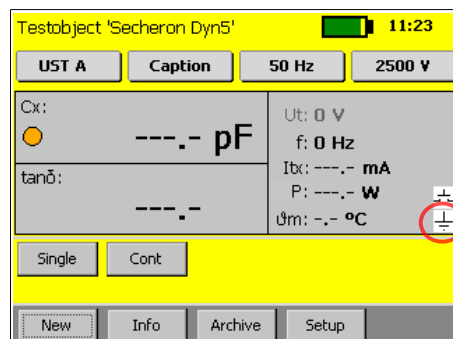 Testobject 'Secheron Dyn5' 11:23
UST A Caption 50 Hz 2500 V
Cx:
---.- pF
tanδ:
---.-
Ut: 0 V
f: 0 Hz
Itx: ---.- mA
P: ---.- W
ϑm: -.- ºC
Single Cont
New Info Archive Setup